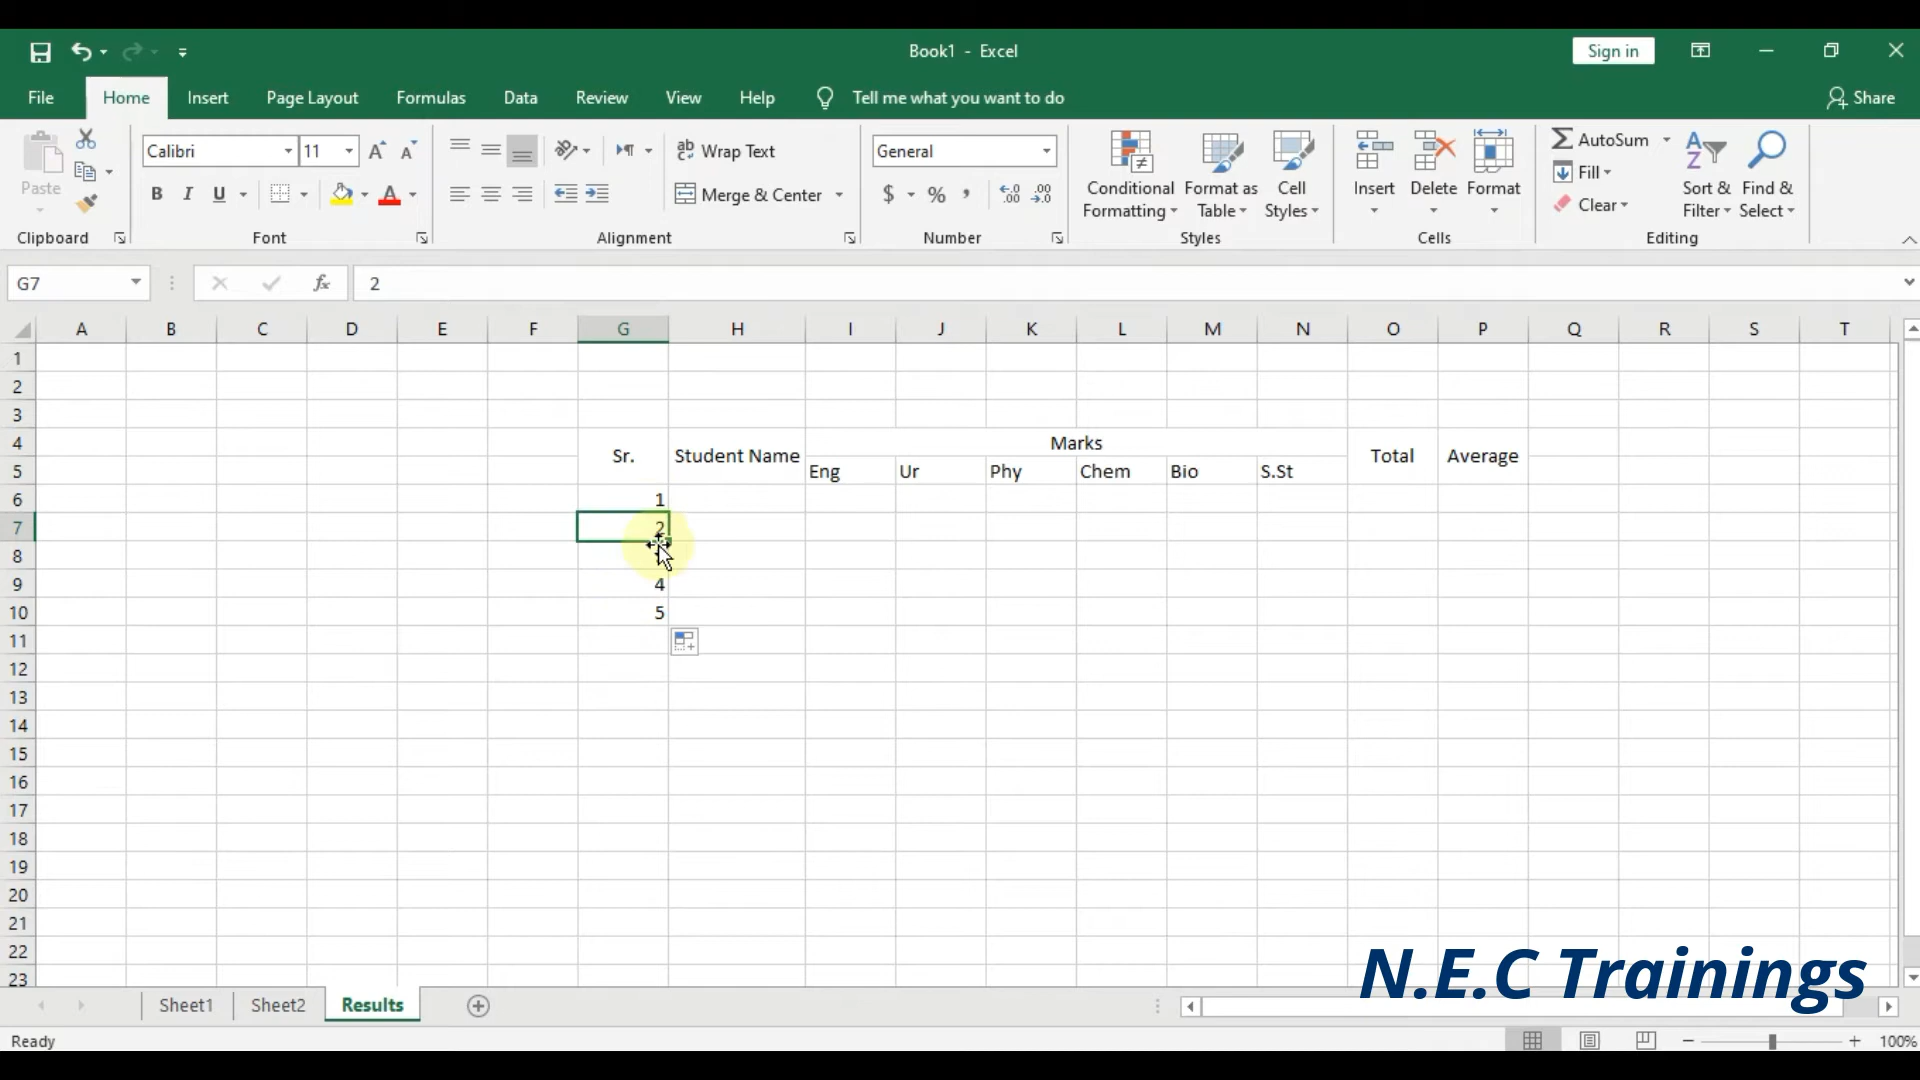 Book1 - Excel
Sign in
File Home Insert Page Layout Formulas Data Review View Help Tell me what you want to do Share
Paste
Clipboard
Calibri 11
B I U
Font
Wrap Text
Merge & Center
Alignment
General
$ % ,
Number
Conditional Formatting
Format as Table
Cell Styles
Styles
Insert Delete Format
Cells
AutoSum
Fill
Clear
Sort & Filter
Find & Select
Editing
G7 fx 2
A B C D E F G H I J K L M N O P Q R S T
1
2
3
4 Sr. Student Name Marks Total Average
5 Eng Ur Phy Chem Bio S.St
6 1
7 2
8
9 4
10 5
11
12
13
14
15
16
17
18
19
20
21
22
23
N.E.C Trainings
Sheet1 Sheet2 Results
Ready 100%